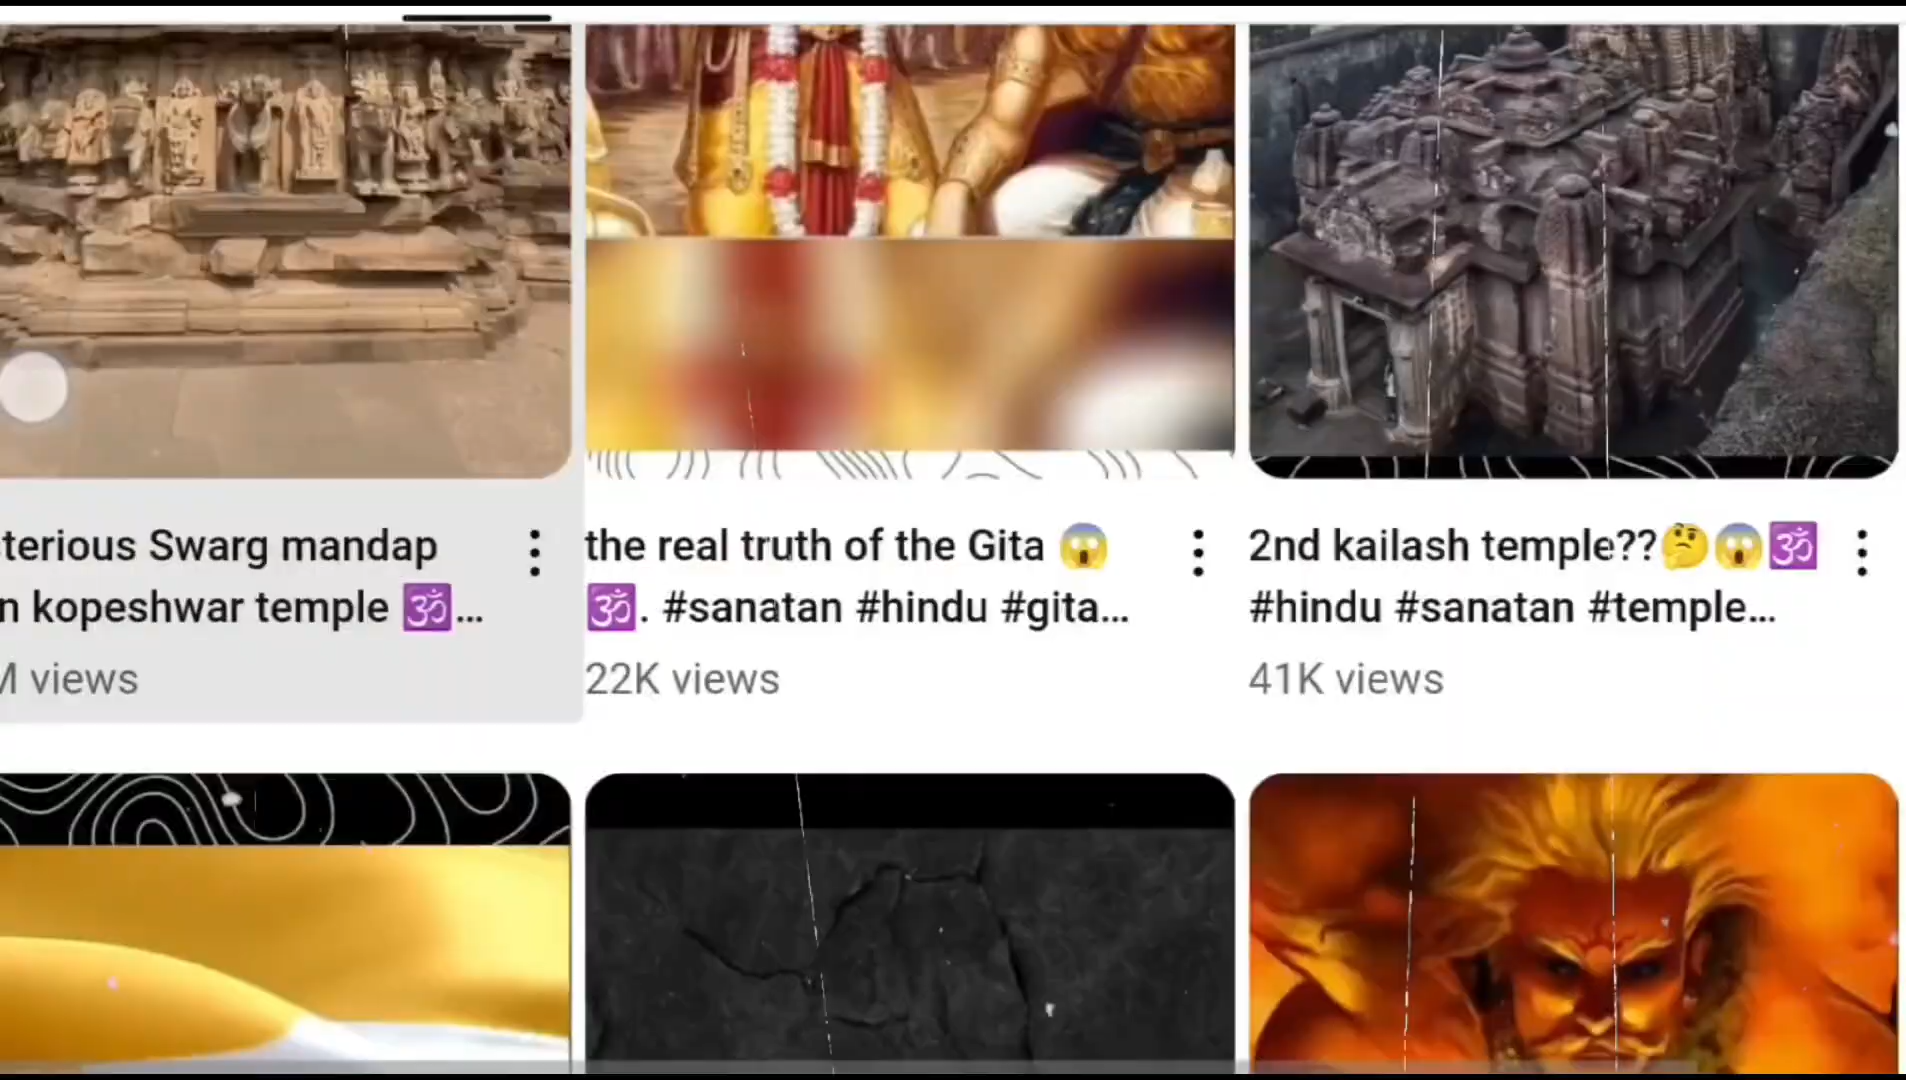 terious Swarg mandap
n kopeshwar temple 🕉️...
M views
the real truth of the Gita 😱
🕉️. #sanatan #hindu #gita...
22K views
2nd kailash temple??🤔😱🕉️
#hindu #sanatan #temple...
41K views